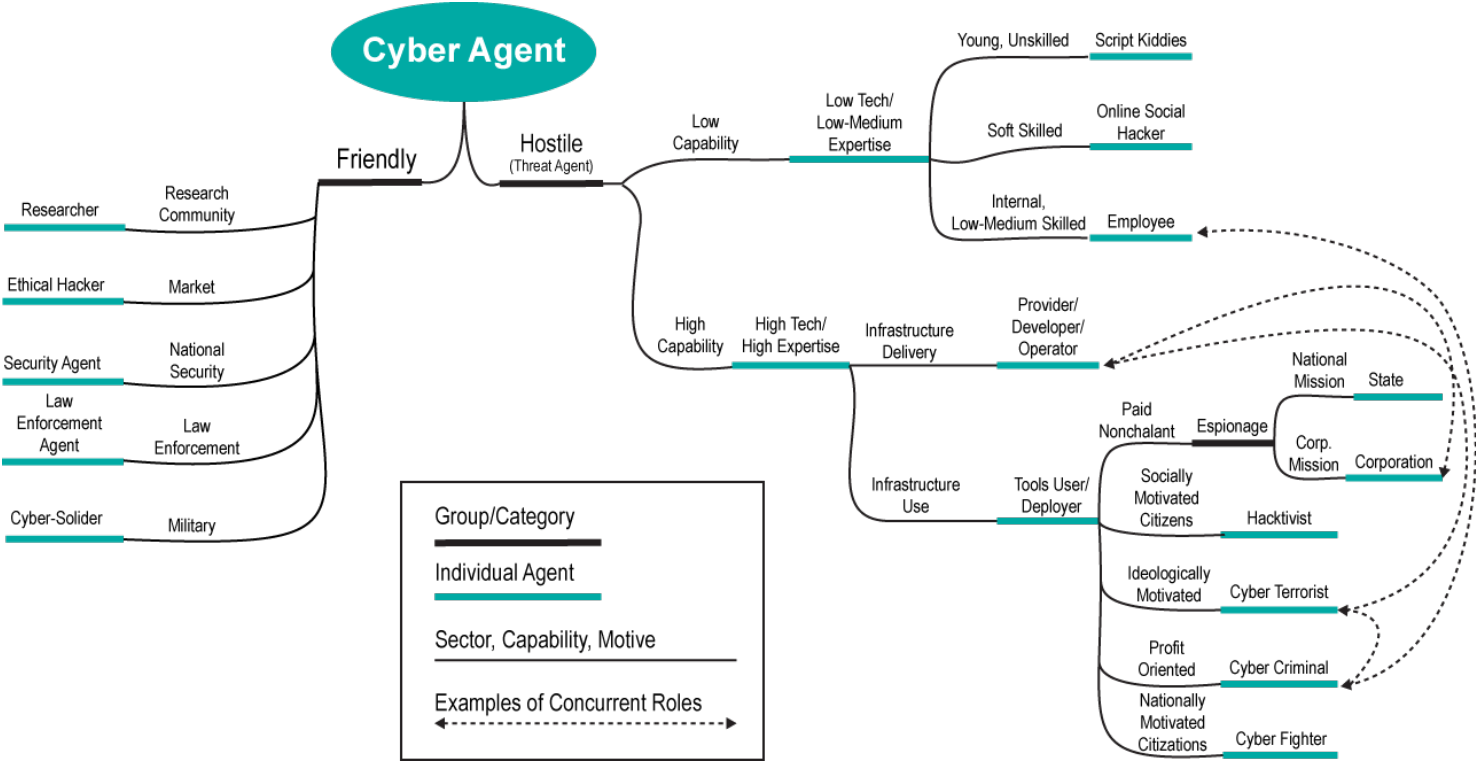 Cyber Agent
Friendly
Research
Community
Researcher
Market
Ethical Hacker
National
Security
Security Agent
Law
Enforcement
Law
Enforcement
Agent
Military
Cyber-Solider
Hostile
(Threat Agent)
Low
Capability
Low Tech/
Low-Medium
Expertise
Young, Unskilled
Script Kiddies
Soft Skilled
Online Social
Hacker
Internal,
Low-Medium Skilled
Employee
High
Capability
High Tech/
High Expertise
Infrastructure
Delivery
Provider/
Developer/
Operator
Infrastructure
Use
Tools User/
Deployer
Paid
Nonchalant
Espionage
National
Mission
State
Corp.
Mission
Corporation
Socially
Motivated
Citizens
Hacktivist
Ideologically
Motivated
Cyber Terrorist
Profit
Oriented
Cyber Criminal
Nationally
Motivated
Citizations
Cyber Fighter
Group/Category
Individual Agent
Sector, Capability, Motive
Examples of Concurrent Roles